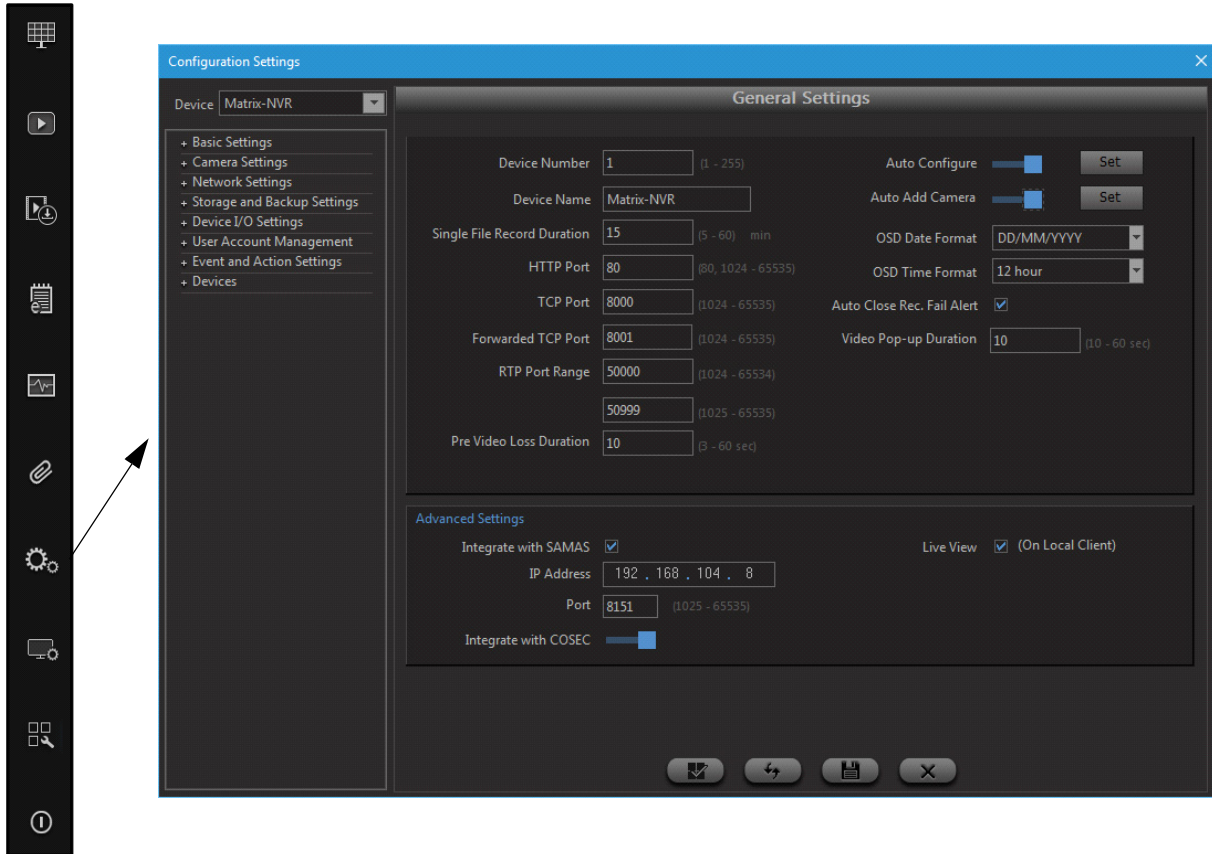 Configuration Settings
Device Matrix-NVR
+ Basic Settings
+ Camera Settings
+ Network Settings
+ Storage and Backup Settings
+ Device I/O Settings
+ User Account Management
+ Event and Action Settings
+ Devices
General Settings
Device Number 1 (1 - 255)
Device Name Matrix-NVR
Single File Record Duration 15 (5 - 60) min
HTTP Port 80 (80, 1024 - 65535)
TCP Port 8000 (1024 - 65535)
Forwarded TCP Port 8001 (1024 - 65535)
RTP Port Range 50000 (1024 - 65534)
50999 (1025 - 65535)
Pre Video Loss Duration 10 (3 - 60 sec)
Auto Configure Set
Auto Add Camera Set
OSD Date Format DD/MM/YYYY
OSD Time Format 12 hour
Auto Close Rec. Fail Alert
Video Pop-up Duration 10 (10 - 60 sec)
Advanced Settings
Integrate with SAMAS
IP Address 192 . 168 . 104 . 8
Port 8151 (1025 - 65535)
Integrate with COSEC
Live View (On Local Client)